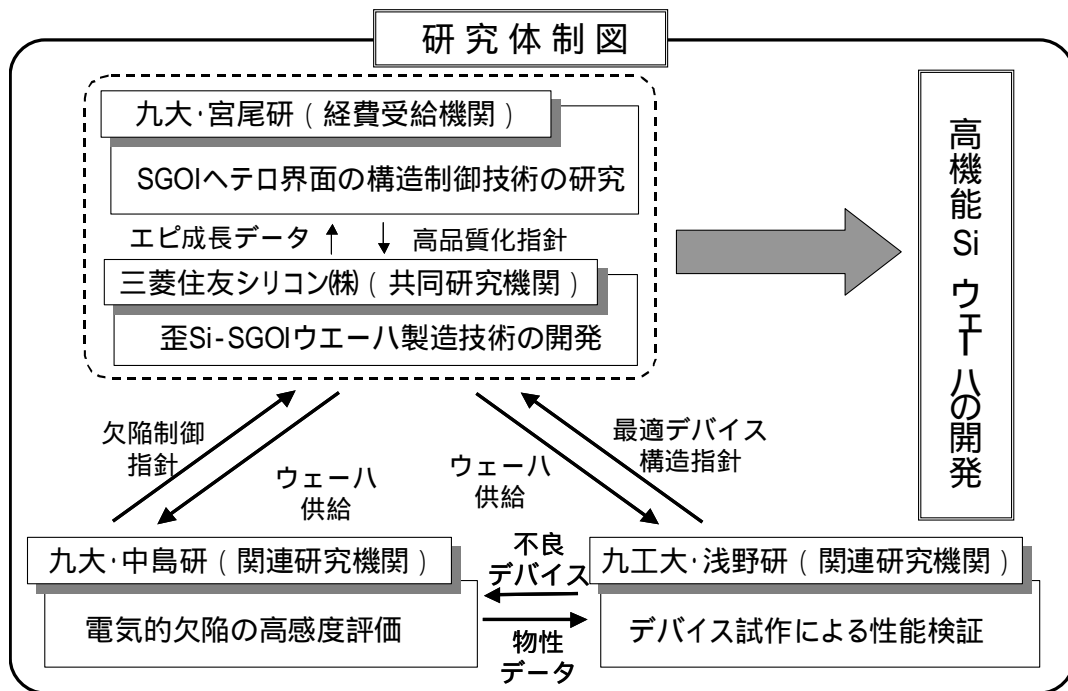 研究体制図
九大・宮尾研（経費受給機関）
SGOIヘテロ界面の構造制御技術の研究
エピ成長データ
高品質化指針
三菱住友シリコン㈱（共同研究機関）
歪Si-SGOIウエーハ製造技術の開発
高機能Siウエーハの開発
欠陥制御
指針
ウェーハ
供給
ウェーハ
供給
最適デバイス
構造指針
九大・中島研（関連研究機関）
電気的欠陥の高感度評価
不良
デバイス
物性
データ
九工大・浅野研（関連研究機関）
デバイス試作による性能検証